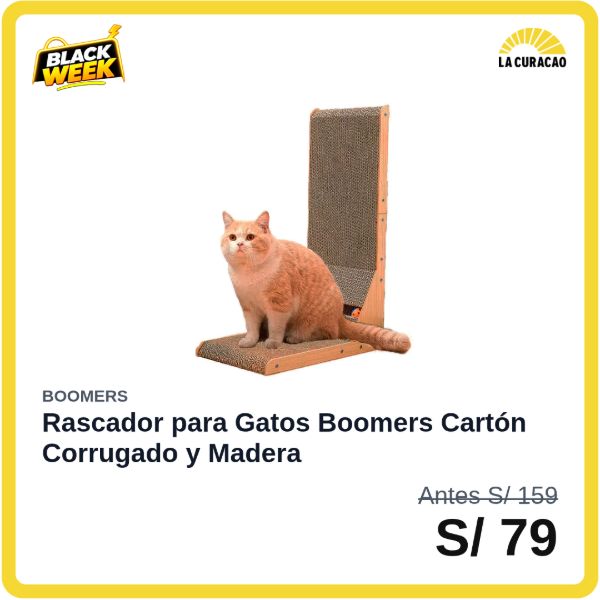 BLACK
WEEK
LA CURACAO
BOOMERS
Rascador para Gatos Boomers Cartón
Corrugado y Madera
Antes S/ 159
S/ 79